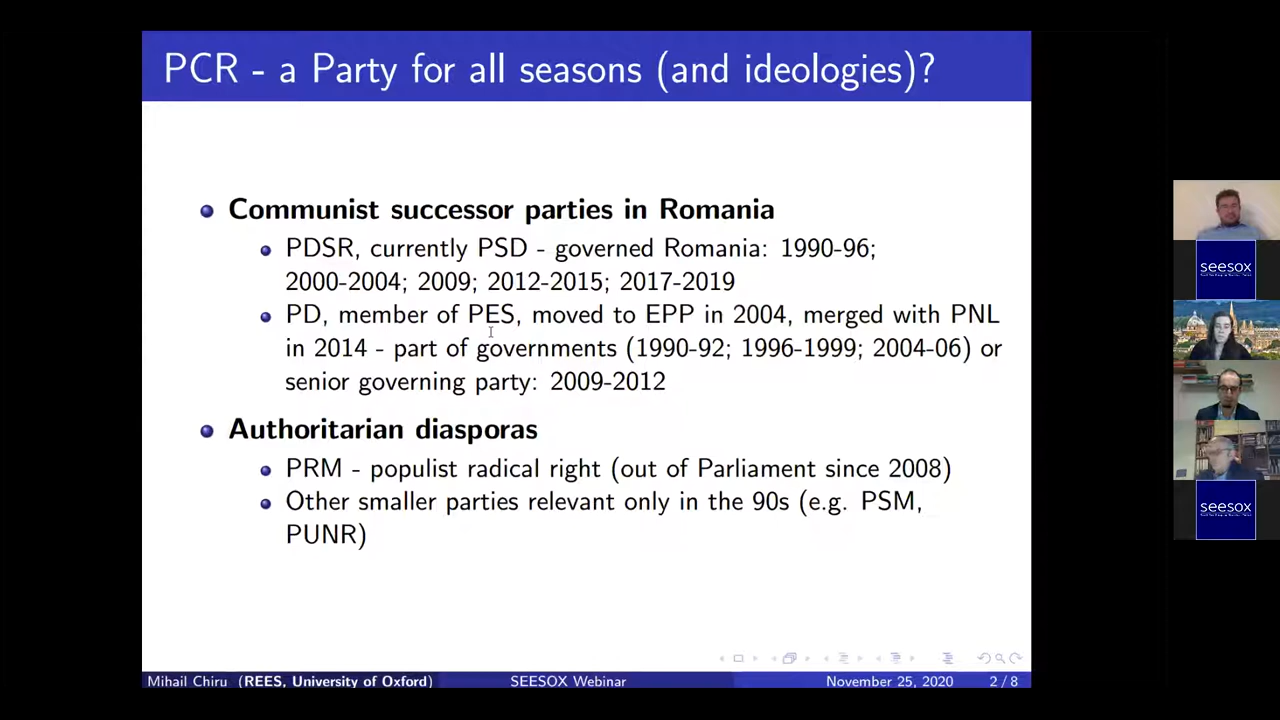 PCR - a Party for all seasons (and ideologies)?
Communist successor parties in Romania
PDSR, currently PSD - governed Romania: 1990-96;
2000-2004; 2009; 2012-2015; 2017-2019
PD, member of PES, moved to EPP in 2004, merged with PNL
in 2014 - part of governments (1990-92; 1996-1999; 2004-06) or
senior governing party: 2009-2012
Authoritarian diasporas
PRM - populist radical right (out of Parliament since 2008)
Other smaller parties relevant only in the 90s (e.g. PSM,
PUNR)
Mihail Chiru (REES, University of Oxford) SEESOX Webinar November 25, 2020 2 / 8
seesox
seesox